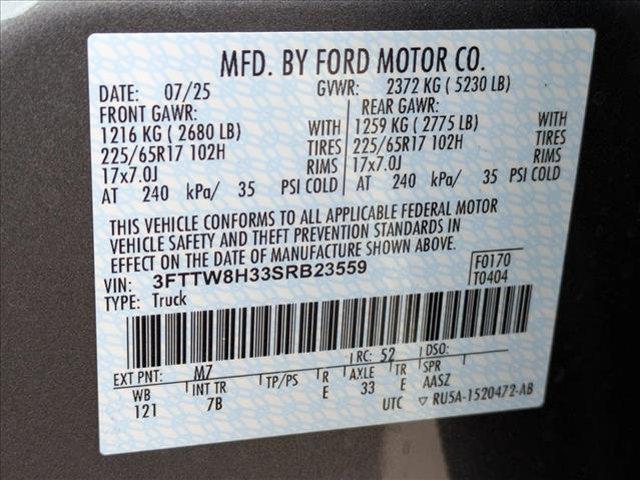 MFD. BY FORD MOTOR CO.
DATE: 07/25 GVWR: 2372 KG ( 5230 LB)
FRONT GAWR: REAR GAWR:
1216 KG ( 2680 LB) WITH 1259 KG ( 2775 LB) WITH
225/65R17 102H TIRES 225/65R17 102H TIRES
17x7.0J RIMS 17x7.0J RIMS
AT 240 kPa/ 35 PSI COLD AT 240 kPa/ 35 PSI COLD
THIS VEHICLE CONFORMS TO ALL APPLICABLE FEDERAL MOTOR
VEHICLE SAFETY AND THEFT PREVENTION STANDARDS IN
EFFECT ON THE DATE OF MANUFACTURE SHOWN ABOVE.
VIN: 3FTTW8H33SRB23559 F0170
TYPE: Truck T0404
EXT PNT: M7 RC: 52 DSO:
WB INT TR TP/PS R AXLE TR SPR
121 7B E 33 E AASZ
UTC ▽ RU5A-1520472-AB